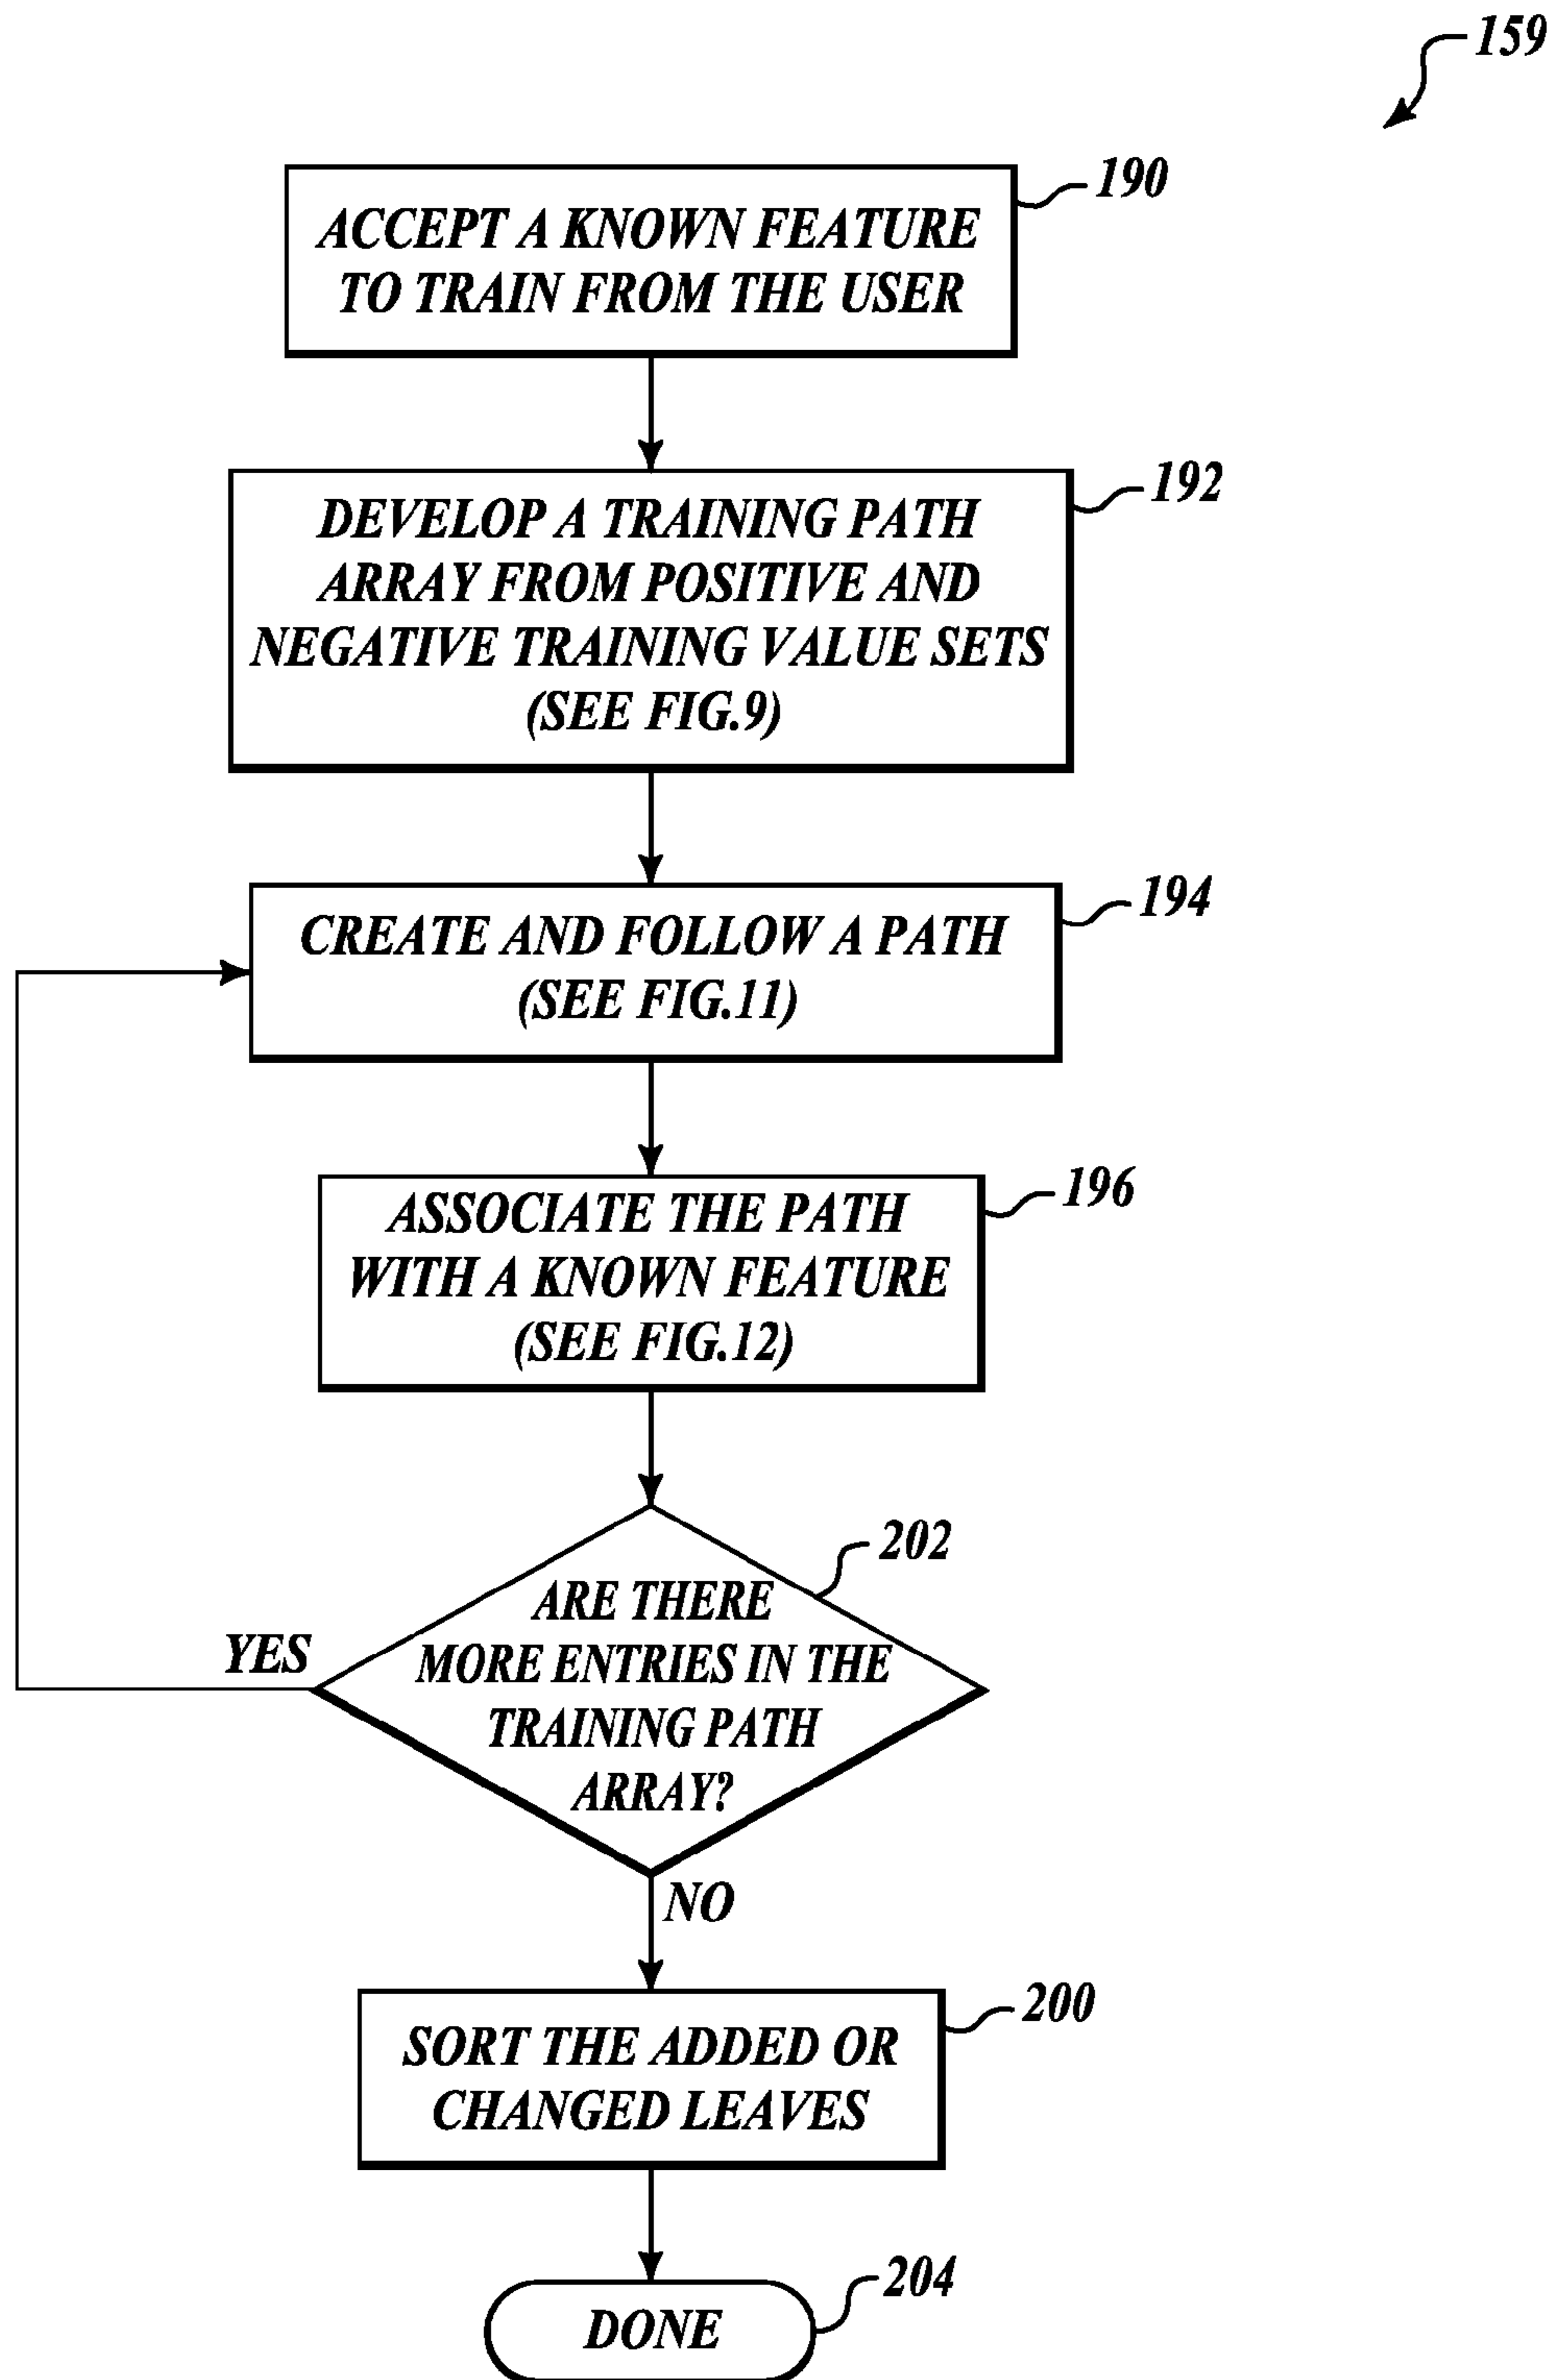 159
190
ACCEPT A KNOWN FEATURE
TO TRAIN FROM THE USER
192
DEVELOP A TRAINING PATH
ARRAY FROM POSITIVE AND
NEGATIVE TRAINING VALUE SETS
(SEE FIG.9)
194
CREATE AND FOLLOW A PATH
(SEE FIG.11)
196
ASSOCIATE THE PATH
WITH A KNOWN FEATURE
(SEE FIG.12)
202
ARE THERE
MORE ENTRIES IN THE
TRAINING PATH
ARRAY?
YES
NO
200
SORT THE ADDED OR
CHANGED LEAVES
204
DONE